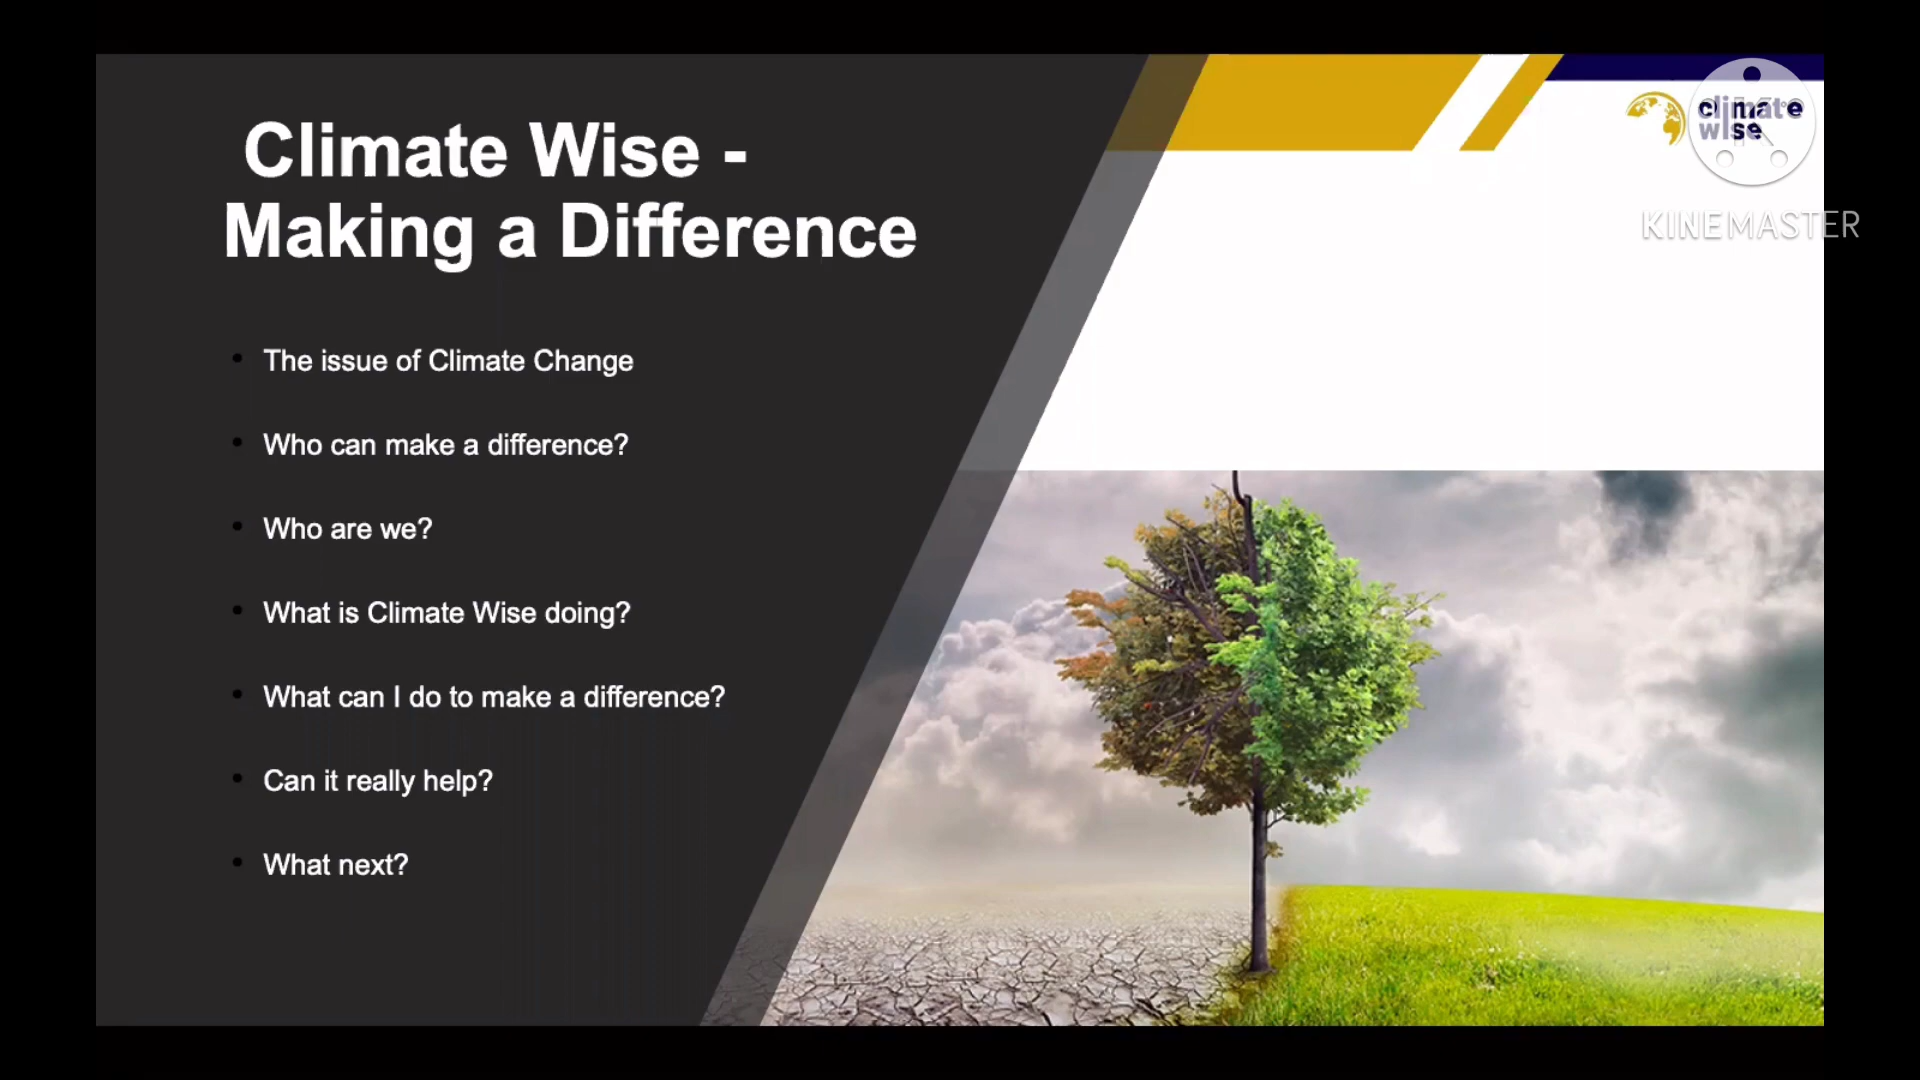 Climate Wise -
Making a Difference
• The issue of Climate Change
• Who can make a difference?
• Who are we?
• What is Climate Wise doing?
• What can I do to make a difference?
• Can it really help?
• What next?
climate
wise
KINEMASTER